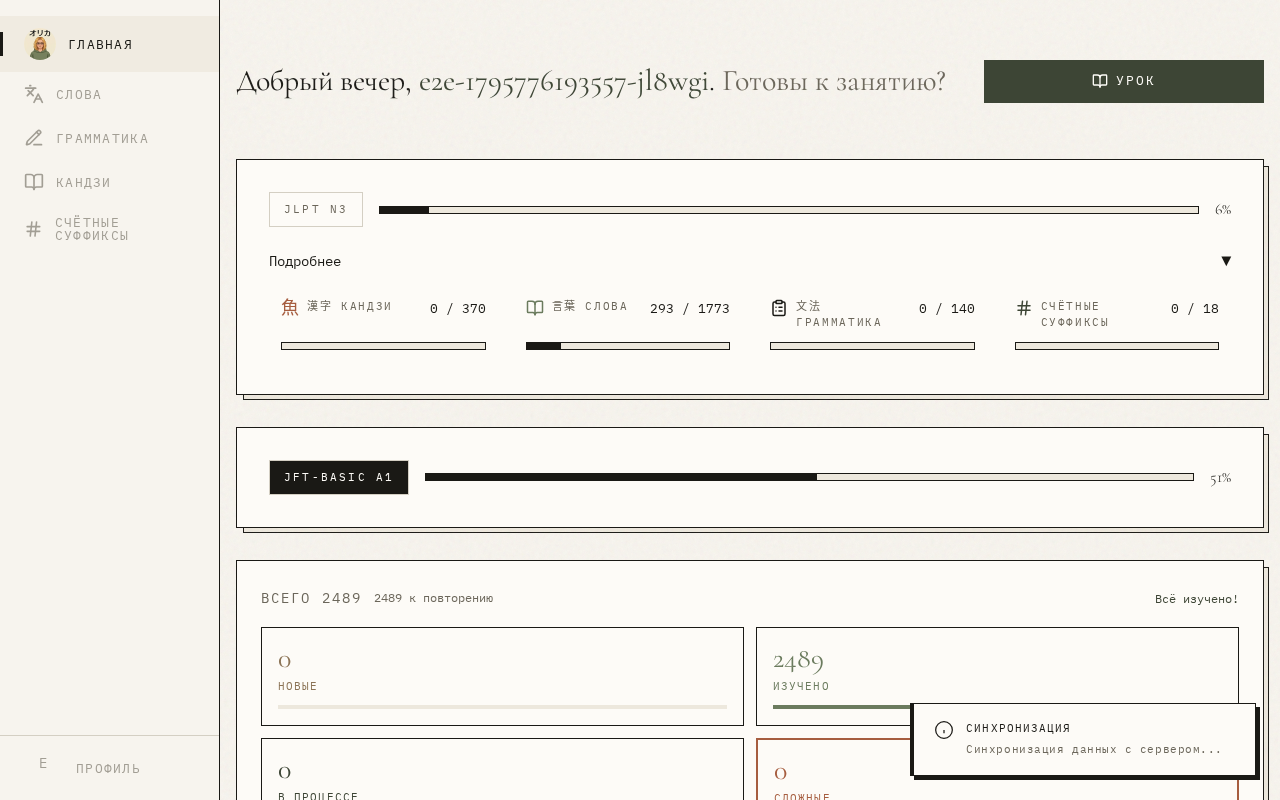 オリカ
ГЛАВНАЯ
СЛОВА
ГРАММАТИКА
КАНДЗИ
СЧЁТНЫЕ
СУФФИКСЫ
E
ПРОФИЛЬ
Добрый вечер, e2e-1795776193557-jl8wgi. Готовы к занятию?
УРОК
JLPT N3
6%
Подробнее
▼
魚 漢字 КАНДЗИ 0 / 370
言葉 СЛОВА 293 / 1773
文法
ГРАММАТИКА
0 / 140
СЧЁТНЫЕ
СУФФИКСЫ
0 / 18
JFT-BASIC A1
51%
ВСЕГО 2489 2489 к повторению
Всё изучено!
0
НОВЫЕ
2489
ИЗУЧЕНО
0
В ПРОЦЕССЕ
0
СЛОЖНЫЕ
СИНХРОНИЗАЦИЯ
Синхронизация данных с сервером...